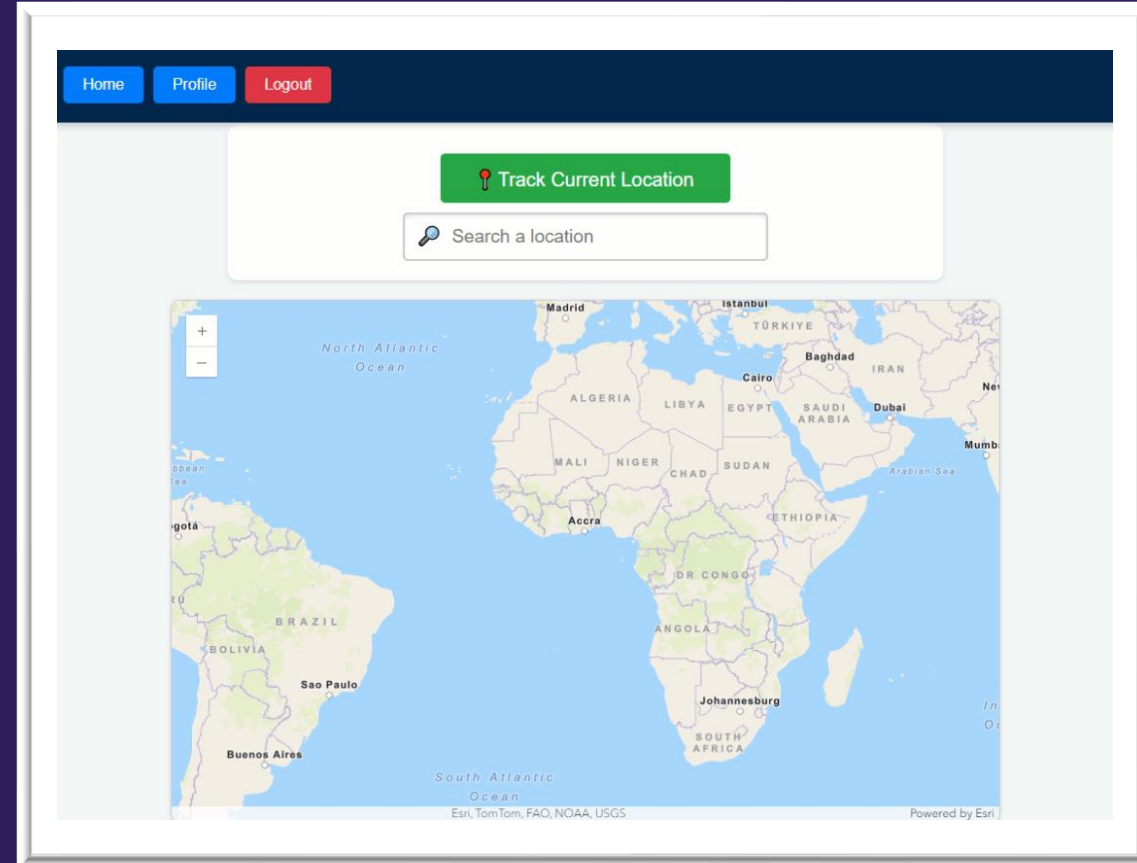 Home Profile Logout
Track Current Location
Search a location
Madrid
Istanbul
TÜRKIYE
North Atlantic
Ocean
Baghdad
IRAN
Cairo
ALGERIA
LIBYA
EGYPT
SAUDI
ARABIA
Dubai
MALI
NIGER
CHAD
SUDAN
Arabian Sea
Accra
ETHIOPIA
DR CONGO
BRAZIL
ANGOLA
BOLIVIA
Sao Paulo
Johannesburg
SOUTH
AFRICA
Buenos Aires
South Atlantic
Ocean
Esri, TomTom, FAO, NOAA, USGS
Powered by Esri